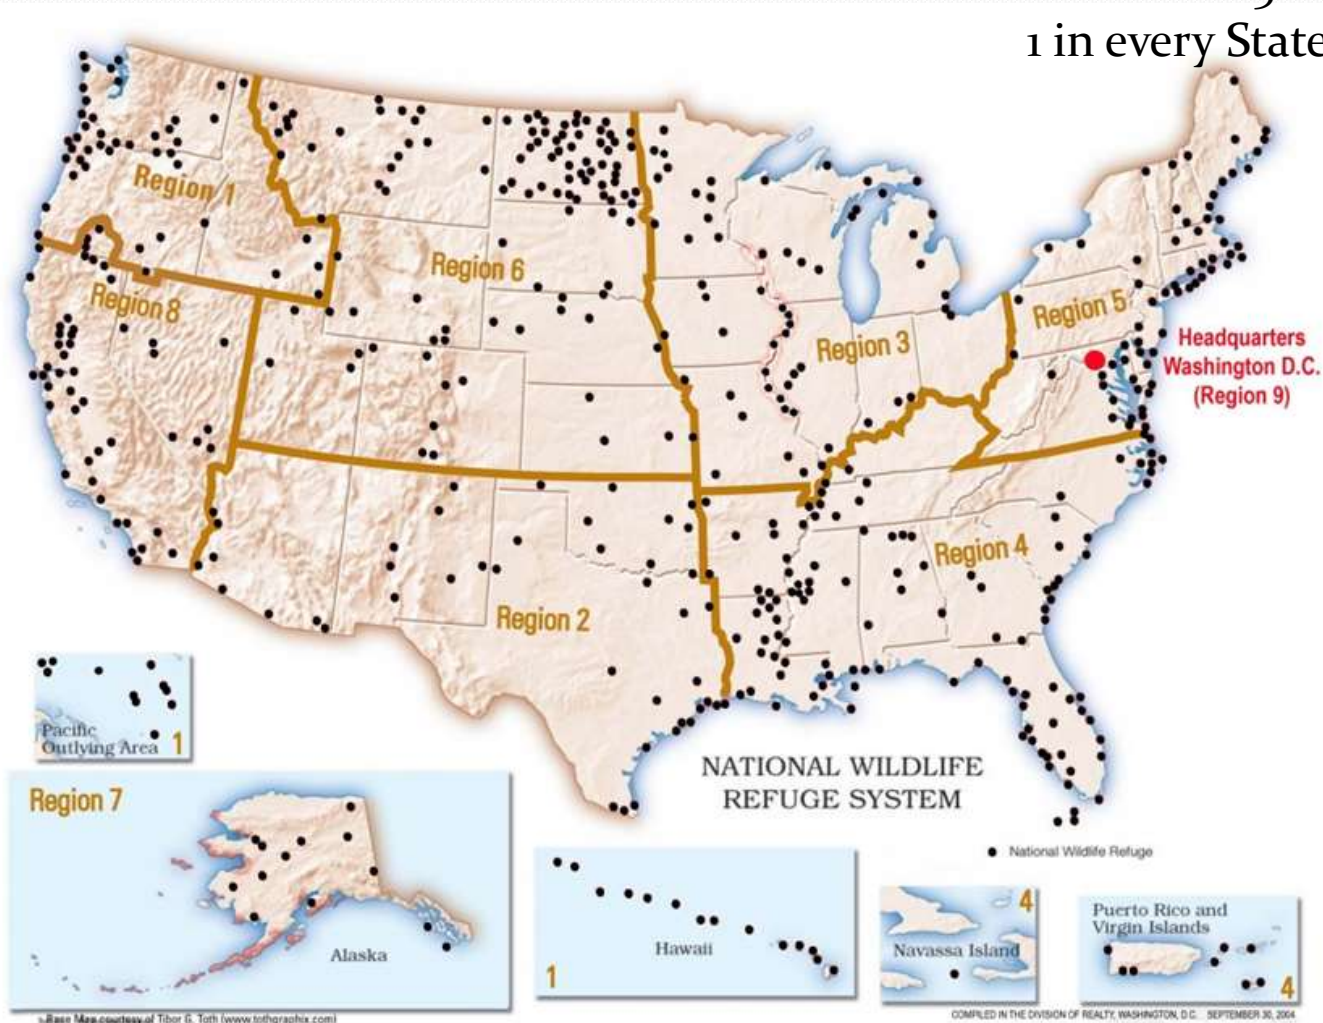 1 in every State
Region 1
Region 6
Region 8
Region 3
Region 5
Headquarters
Washington D.C.
(Region 9)
Region 4
Region 2
Pacific
Outlying Area 1
NATIONAL WILDLIFE
REFUGE SYSTEM
Region 7
National Wildlife Refuge
Alaska
Hawaii
1
4
Navassa Island
Puerto Rico and
Virgin Islands
4
Base Map courtesy of Tibor G. Toth (www.tothgraphix.com)
COMPILED IN THE DIVISION OF REALTY, WASHINGTON, D.C. SEPTEMBER 30, 2004